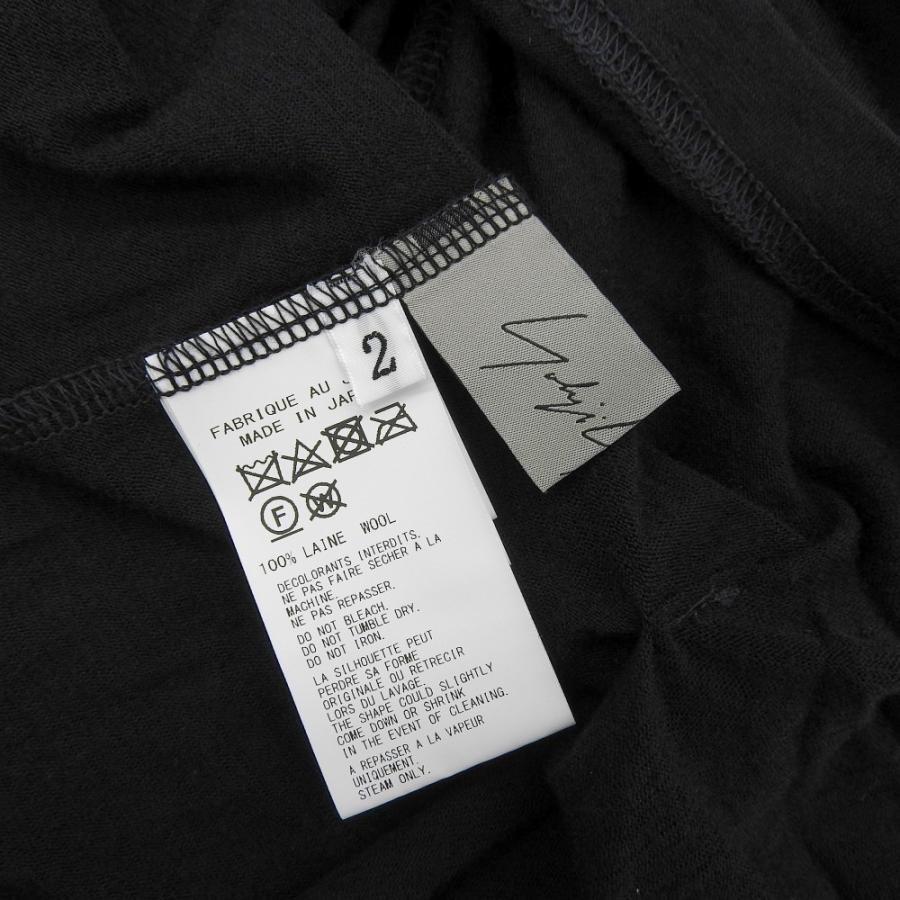 2
Yohji
FABRIQUE AU J
MADE IN JAP
F
W
100% LAINE WOOL
DECOLORANTS INTERDITS.
NE PAS FAIRE SECHER A LA
MACHINE.
NE PAS REPASSER.
DO NOT BLEACH.
DO NOT TUMBLE DRY.
DO NOT IRON.
LA SILHOUETTE PEUT
PERDRE SA FORME
ORIGINALE OU RETRECIR
LORS DU LAVAGE.
THE SHAPE COULD SLIGHTLY
COME DOWN OR SHRINK
IN THE EVENT OF CLEANING.
A REPASSER A LA VAPEUR
UNIQUEMENT.
STEAM ONLY.